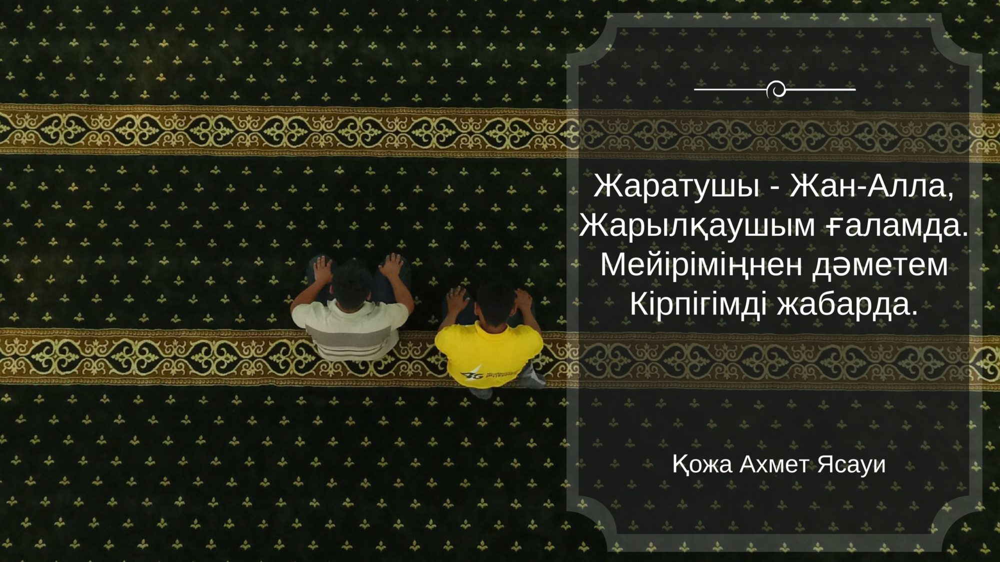 Жаратушы - Жан-Алла,
Жарылқаушым ғаламда.
Мейіріміңнен дәметем
Кірпігімді жабарда.
Қожа Ахмет Ясауи